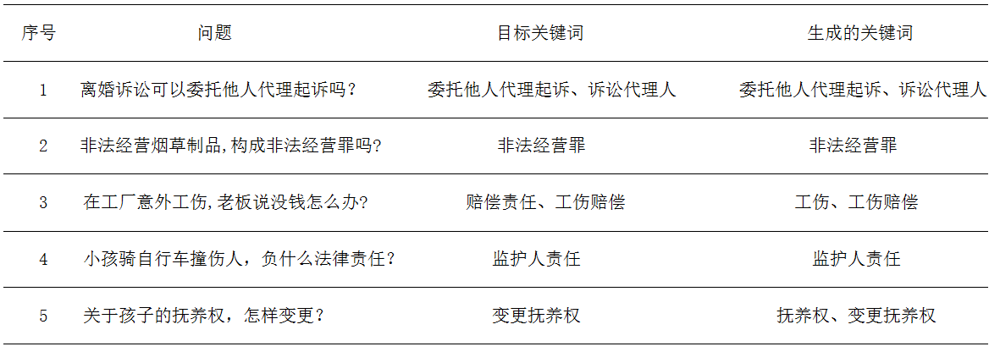 序号 问题 目标关键词 生成的关键词
1 离婚诉讼可以委托他人代理起诉吗？ 委托他人代理起诉、诉讼代理人 委托他人代理起诉、诉讼代理人
2 非法经营烟草制品,构成非法经营罪吗? 非法经营罪 非法经营罪
3 在工厂意外工伤,老板说没钱怎么办? 赔偿责任、工伤赔偿 工伤、工伤赔偿
4 小孩骑自行车撞伤人，负什么法律责任？ 监护人责任 监护人责任
5 关于孩子的抚养权，怎样变更？ 变更抚养权 抚养权、变更抚养权